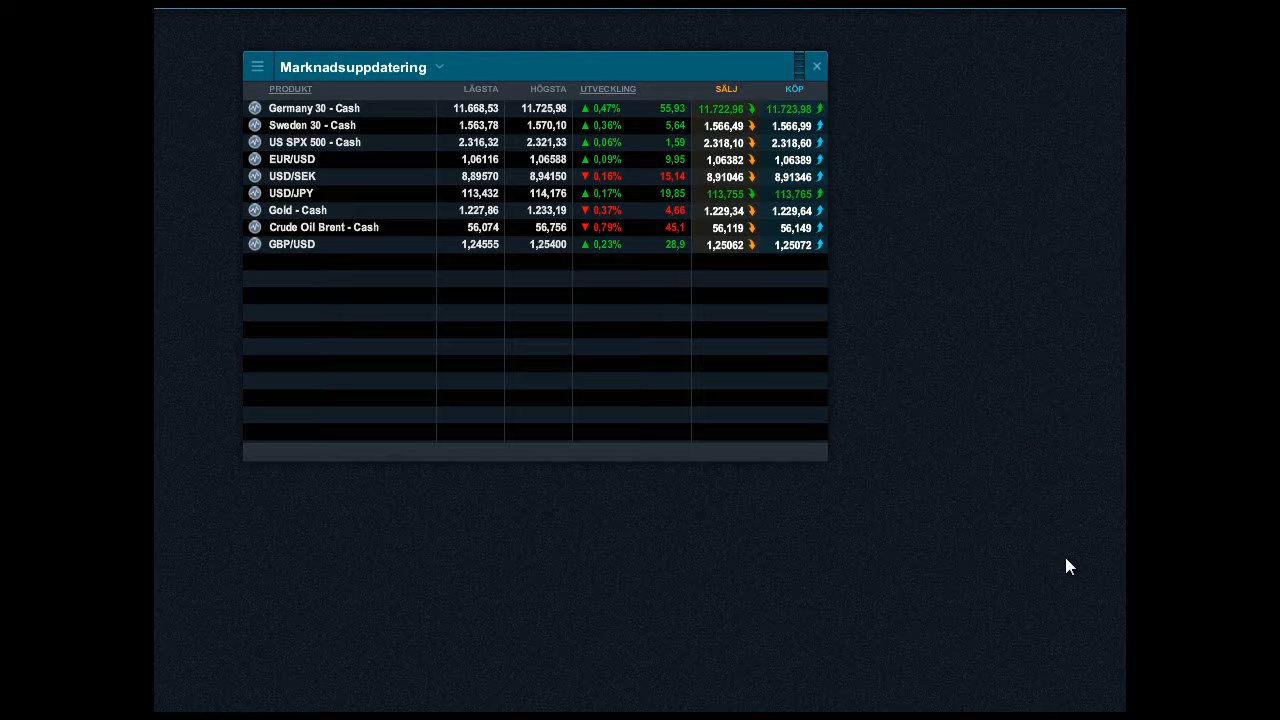 Marknadsuppdatering
PRODUKT LÄGSTA HÖGSTA UTVECKLING SÄLJ KÖP
Germany 30 - Cash 11.668,53 11.725,98 ▲ 0,47% 55,93 11.722,98 11.723,98
Sweden 30 - Cash 1.563,78 1.570,10 ▲ 0,36% 5,64 1.566,49 1.566,99
US SPX 500 - Cash 2.316,32 2.321,33 ▲ 0,06% 1,59 2.318,10 2.318,60
EUR/USD 1,06116 1,06588 ▲ 0,09% 9,95 1,06382 1,06389
USD/SEK 8,89570 8,94150 ▼ 0,16% 15,14 8,91046 8,91346
USD/JPY 113,432 114,176 ▲ 0,17% 19,85 113,755 113,765
Gold - Cash 1.227,86 1.233,19 ▼ 0,37% 4,66 1.229,34 1.229,64
Crude Oil Brent - Cash 56,074 56,756 ▼ 0,79% 45,1 56,119 56,149
GBP/USD 1,24555 1,25400 ▲ 0,23% 28,9 1,25062 1,25072